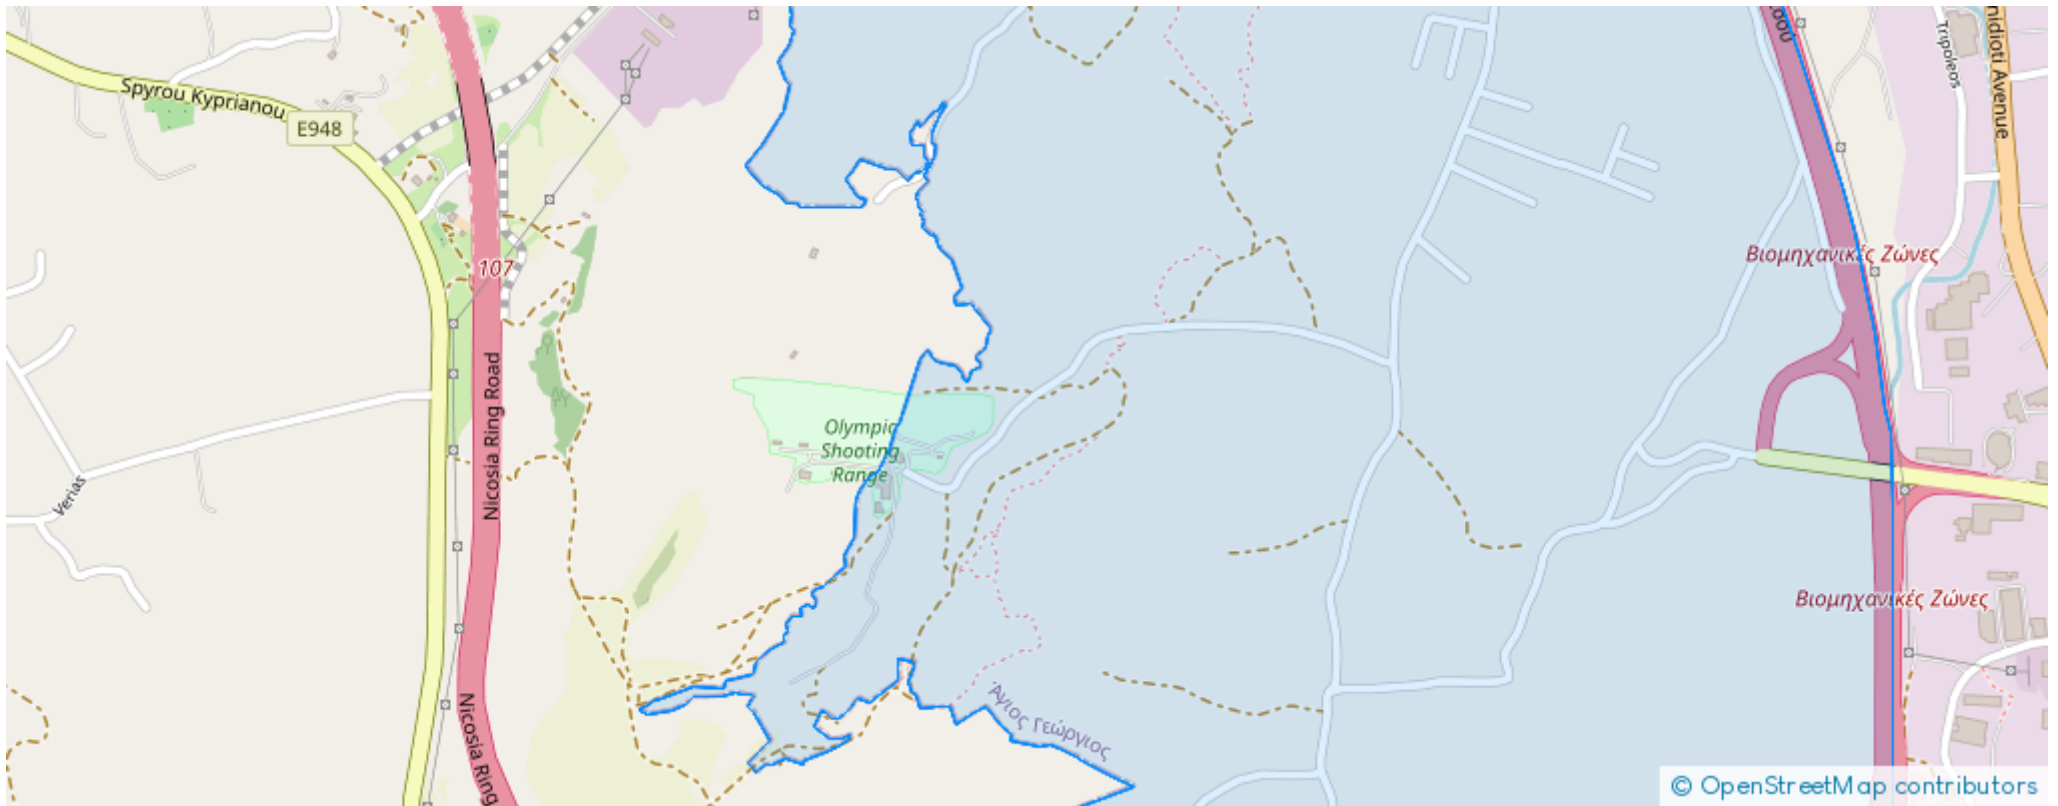 Spyrou Kyprianou
E948
107
Nicosia Ring Road
Verias
Nicosia Ring
Olympic
Shooting
Range
Άγιος Γεώργιος
Βιομηχανικές Ζώνες
Βιομηχανικές Ζώνες
Tripoleos
Avenue
© OpenStreetMap contributors